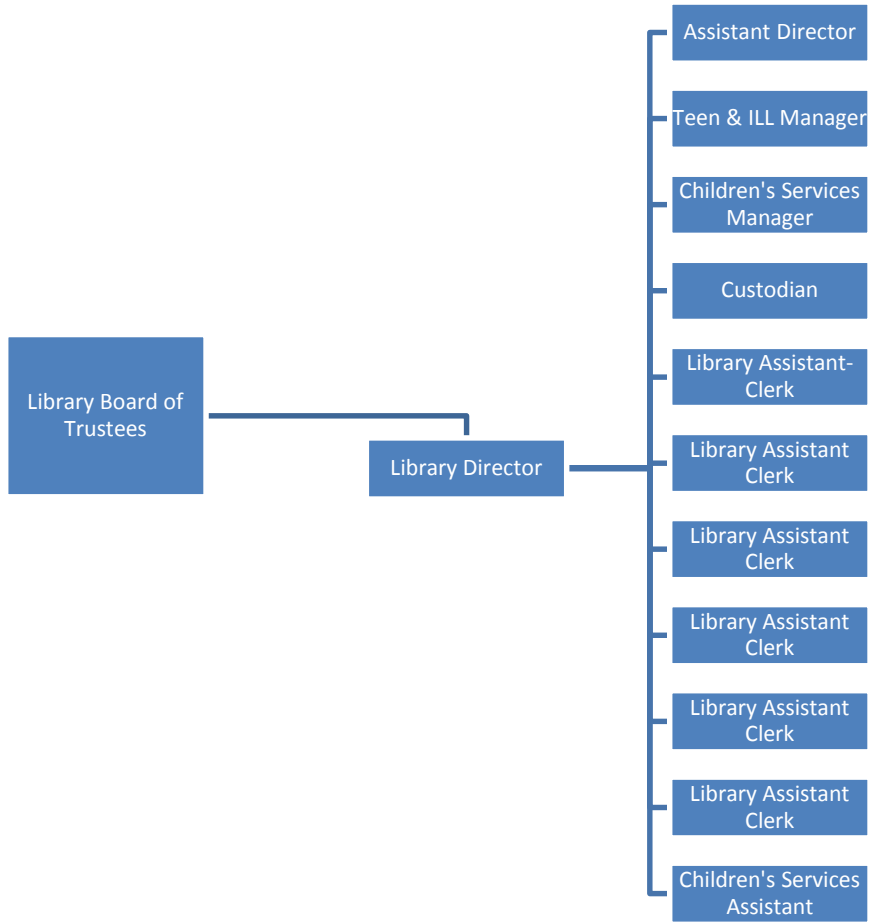 Library Board of
Trustees
Library Director
Assistant Director
Teen & ILL Manager
Children's Services
Manager
Custodian
Library Assistant-
Clerk
Library Assistant
Clerk
Library Assistant
Clerk
Library Assistant
Clerk
Library Assistant
Clerk
Library Assistant
Clerk
Children's Services
Assistant